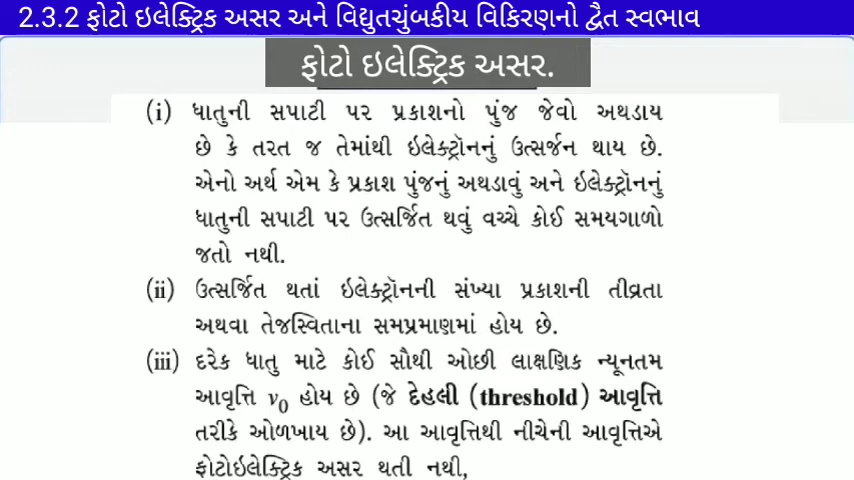 2.3.2 ફોટો ઇલેક્ટ્રિક અસર અને વિદ્યુતચુંબકીય વિકિરણનો દ્વૈત સ્વભાવ
ફોટો ઇલેક્ટ્રિક અસર.
(i) ધાતુની સપાટી પર પ્રકાશનો પુંજ જેવો અથડાય
છે કે તરત જ તેમાંથી ઇલેક્ટ્રૉનનું ઉત્સર્જન થાય છે.
એનો અર્થ એમ કે પ્રકાશ પુંજનું અથડાવું અને ઇલેક્ટ્રૉનનું
ધાતુની સપાટી પર ઉત્સર્જિત થવું વચ્ચે કોઈ સમયગાળો
જતો નથી.
(ii) ઉત્સર્જિત થતાં ઇલેક્ટ્રૉનની સંખ્યા પ્રકાશની તીવ્રતા
અથવા તેજસ્વિતાના સમપ્રમાણમાં હોય છે.
(iii) દરેક ધાતુ માટે કોઈ સૌથી ઓછી લાક્ષણિક ન્યૂનતમ
આવૃત્તિ ν₀ હોય છે (જે દેહલી (threshold) આવૃત્તિ
તરીકે ઓળખાય છે). આ આવૃત્તિથી નીચેની આવૃત્તિએ
ફોટોઇલેક્ટ્રિક અસર થતી નથી,